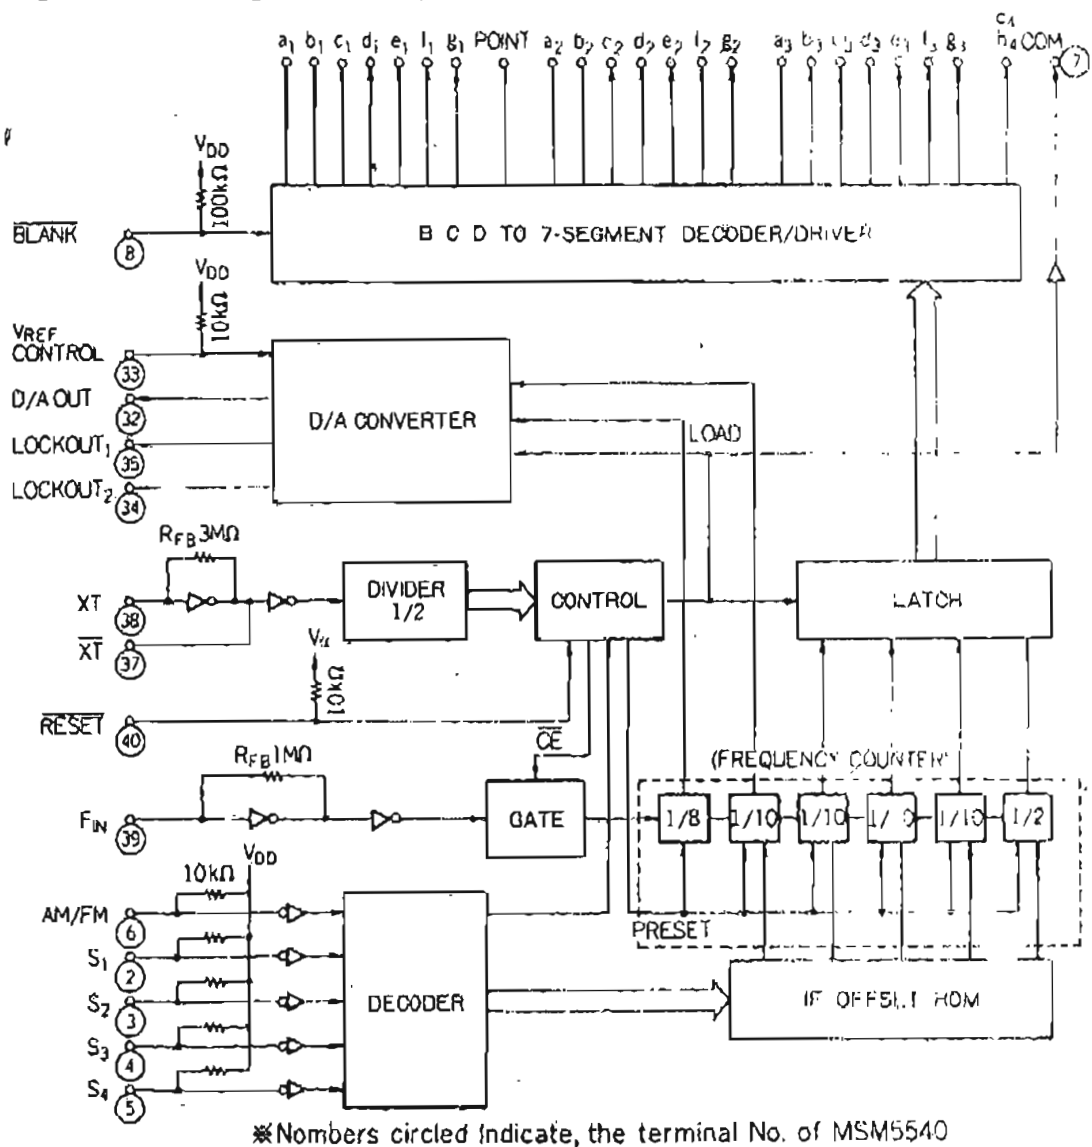 a1 b1 c1 d1 e1 f1 g1 POINT a2 b2 c2 d2 e2 f2 g2 a3 b3 c3 d3 f3 g3 h4 COM 7
VDD
100kΩ
BLANK
8
B C D TO 7-SEGMENT DECODER/DRIVER
VDD
10kΩ
VREF
CONTROL
33
D/A OUT
32
D/A CONVERTER
LOAD
LOCKOUT1
35
LOCKOUT2
34
RFB 3MΩ
XT
38
DIVIDER
1/2
CONTROL
LATCH
XT
37
10kΩ
RESET
40
CE
RFB 1MΩ
(FREQUENCY COUNTER)
FIN
39
GATE
1/8 1/10 1/10 1/10 1/2
VDD
10kΩ
AM/FM
6
PRESET
S1
2
S2
3
DECODER
IF OFFSET ROM
S3
4
S4
5
※Nombers circled Indicate, the terminal No. of MSM5540